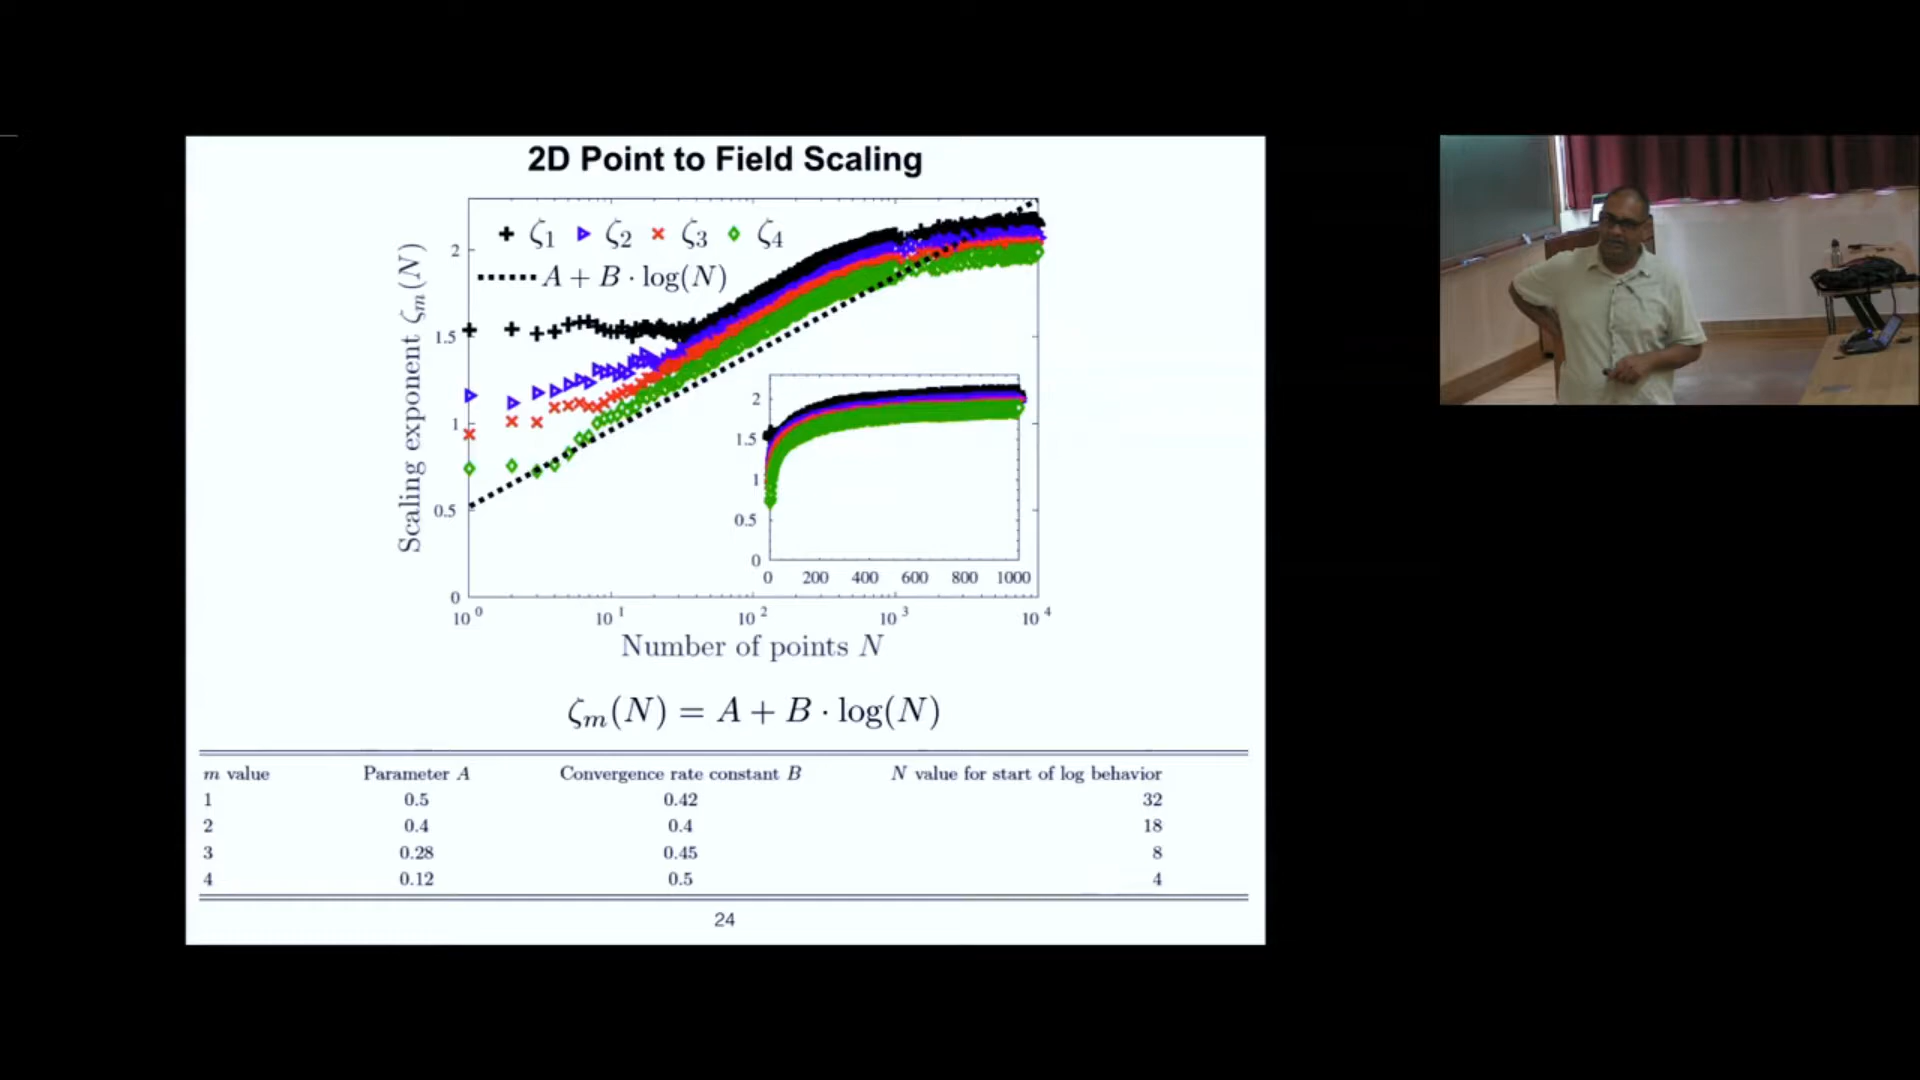 2D Point to Field Scaling
ζ1 ζ2 ζ3 ζ4
A + B · log(N)
Scaling exponent ζm(N)
2
1.5
1
0.5
0
10^0 10^1 10^2 10^3 10^4
Number of points N
2
1.5
1
0.5
0
0 200 400 600 800 1000
ζm(N) = A + B · log(N)
m value Parameter A Convergence rate constant B N value for start of log behavior
1 0.5 0.42 32
2 0.4 0.4 18
3 0.28 0.45 8
4 0.12 0.5 4
24